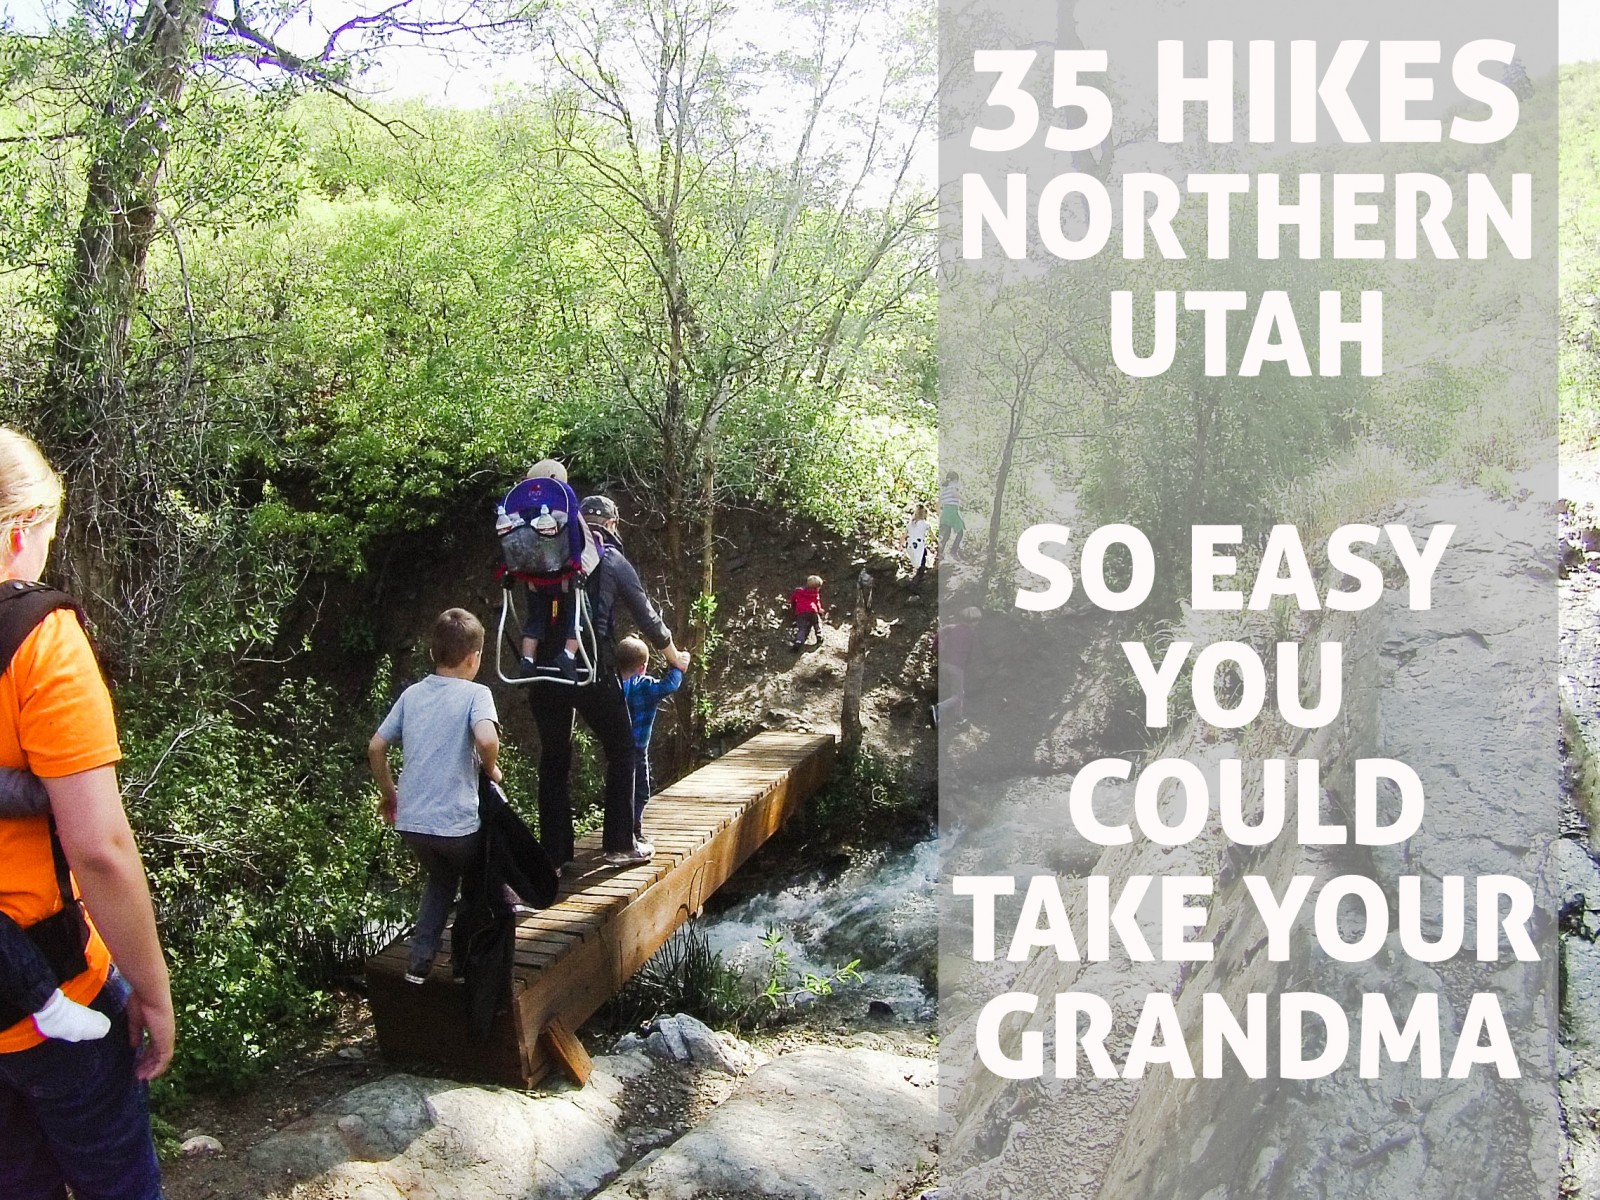 35 HIKES
NORTHERN
UTAH
SO EASY
YOU
COULD
TAKE YOUR
GRANDMA